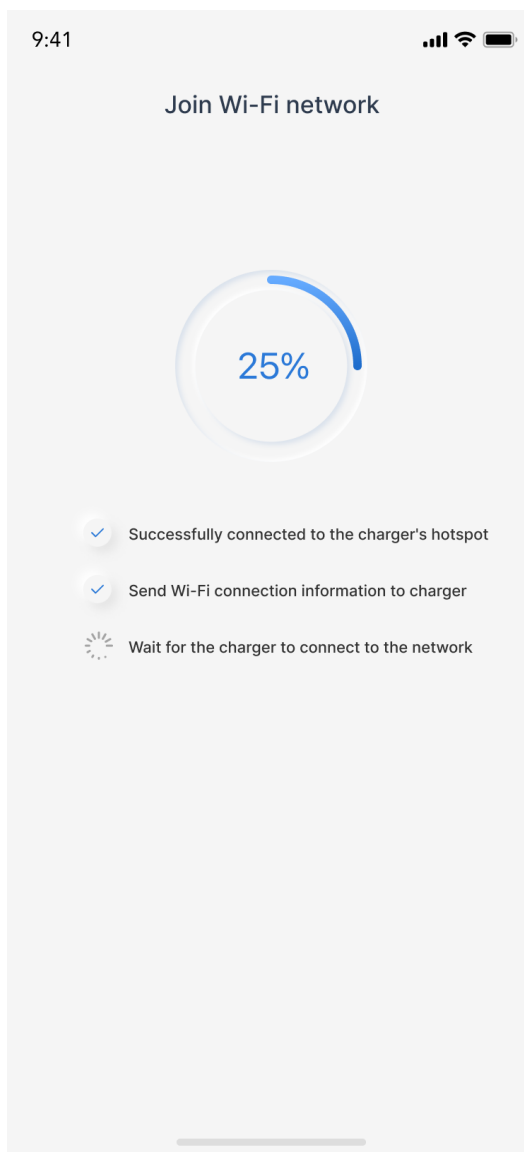 9:41
Join Wi-Fi network
25%
Successfully connected to the charger's hotspot
Send Wi-Fi connection information to charger
Wait for the charger to connect to the network